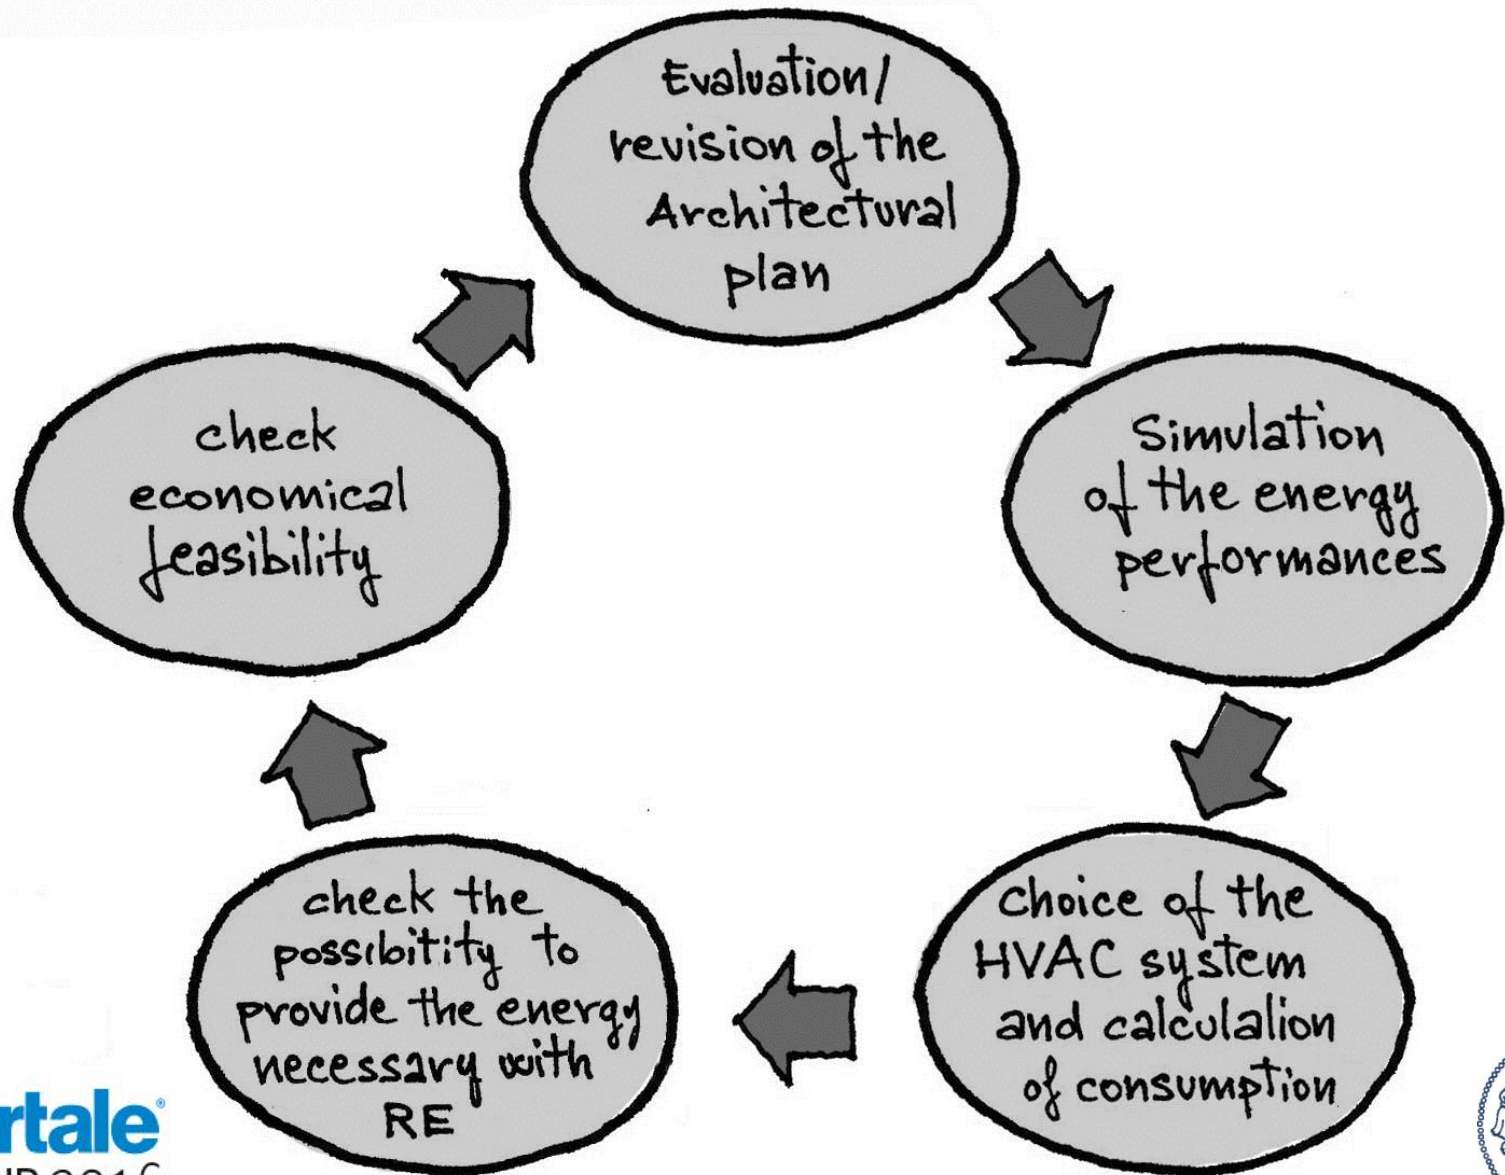 Evaluation/
revision of the
Architectural
plan
Simulation
of the energy
performances
choice of the
HVAC system
and calculalion
of consumption
check the
possibitity to
provide the energy
necessary with
RE
check
economical
feasibility
rtale